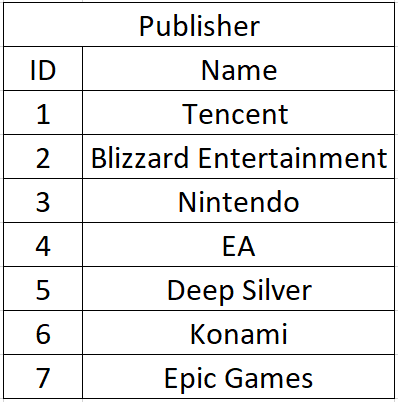 Publisher
ID Name
1 Tencent
2 Blizzard Entertainment
3 Nintendo
4 EA
5 Deep Silver
6 Konami
7 Epic Games